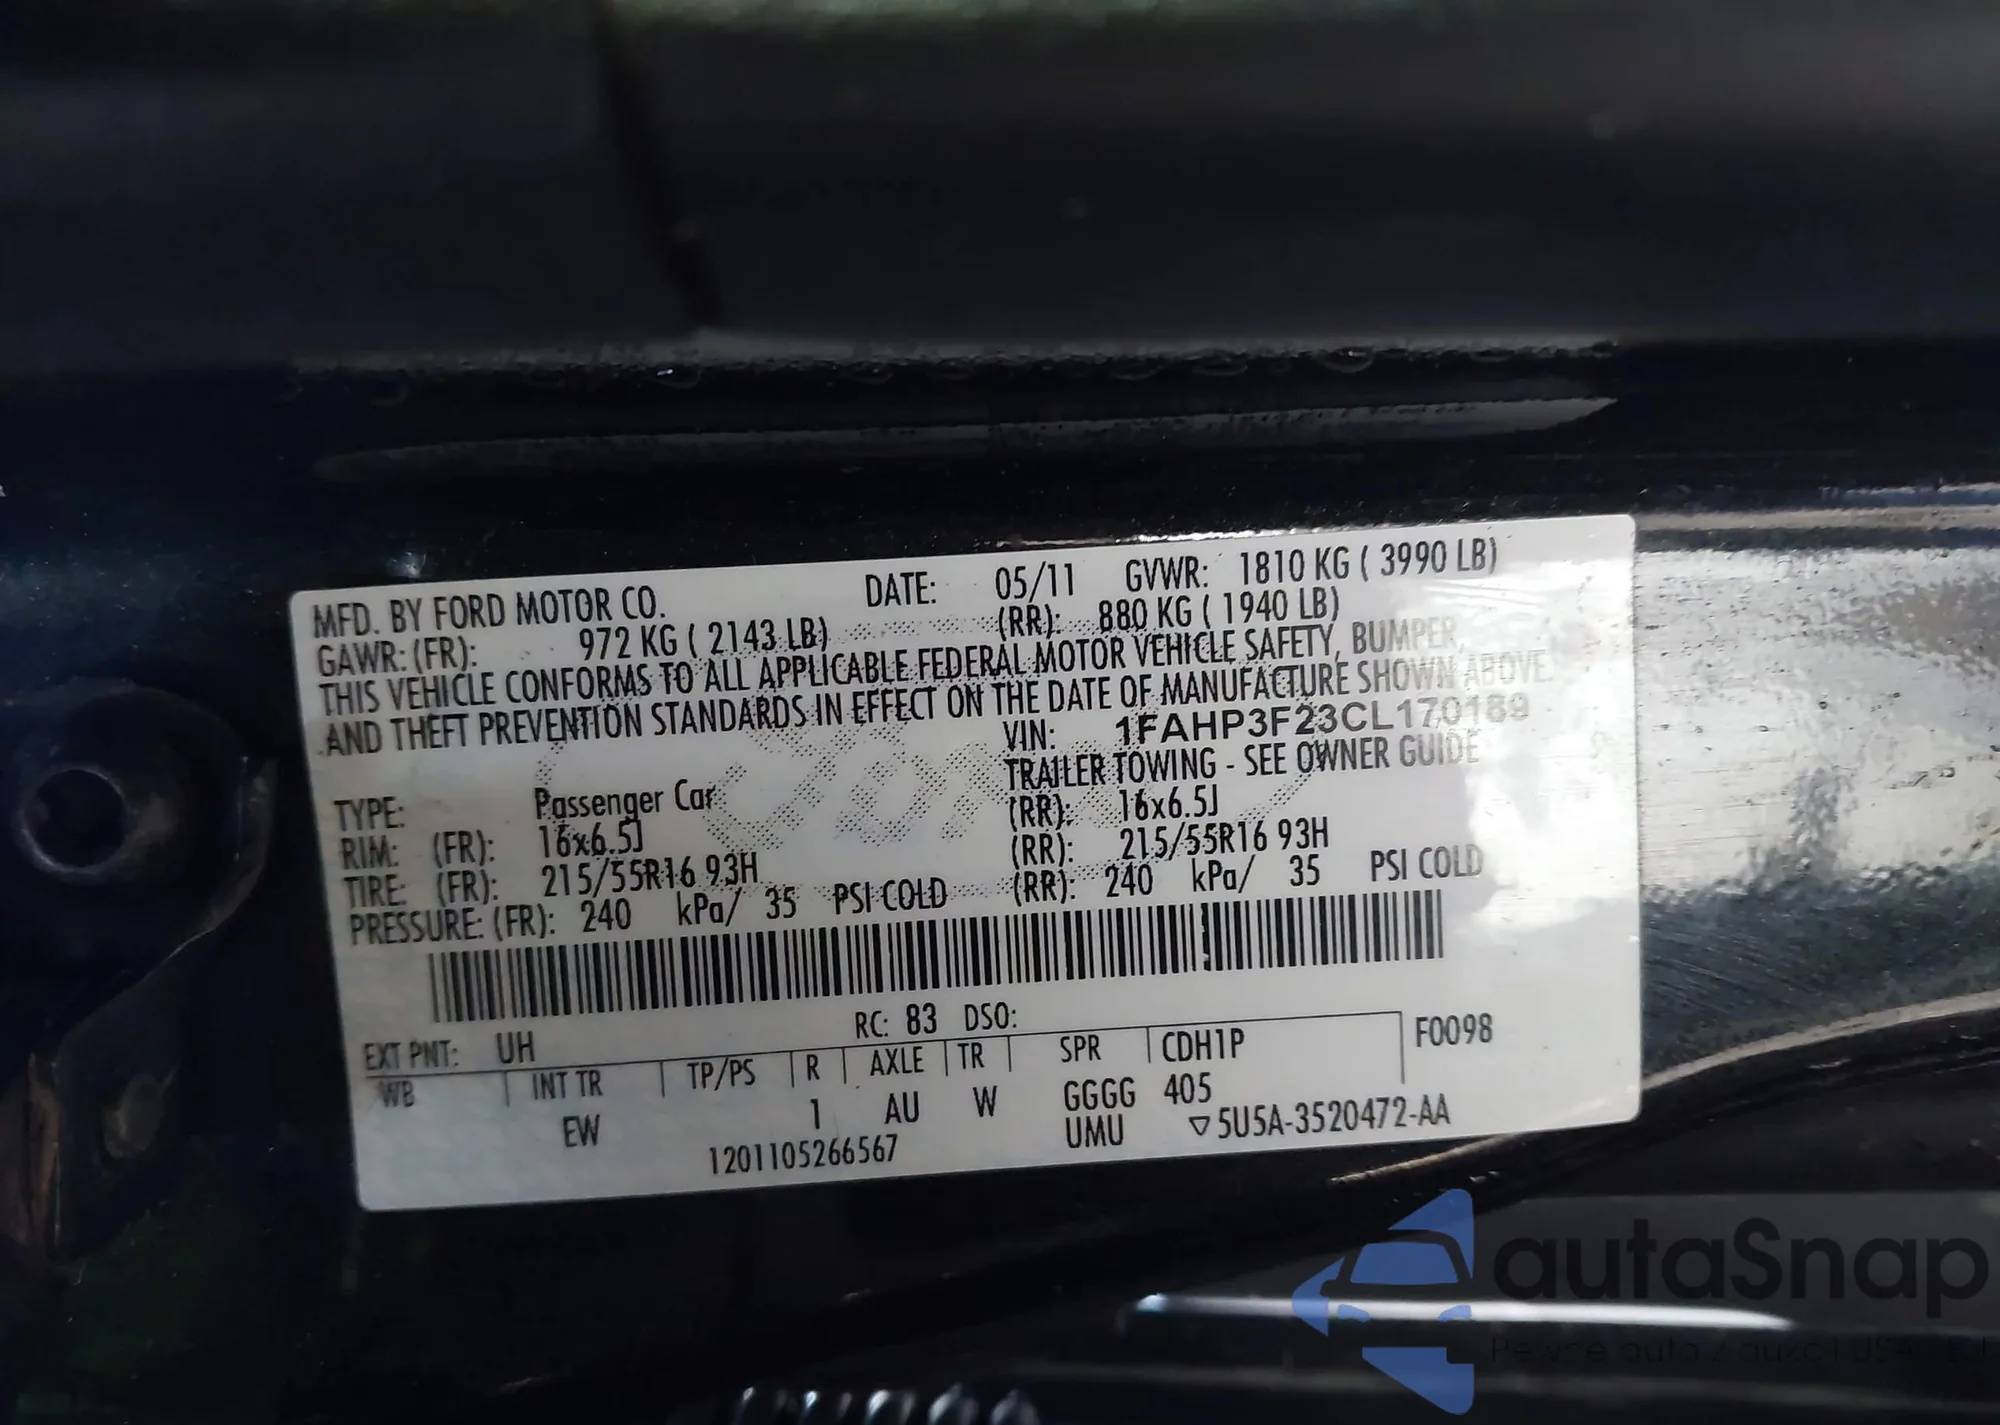 MFD. BY FORD MOTOR CO. DATE: 05/11 GVWR: 1810 KG ( 3990 LB)
GAWR: (FR): 972 KG ( 2143 LB) (RR): 880 KG ( 1940 LB)
THIS VEHICLE CONFORMS TO ALL APPLICABLE FEDERAL MOTOR VEHICLE SAFETY, BUMPER,
AND THEFT PREVENTION STANDARDS IN EFFECT ON THE DATE OF MANUFACTURE SHOWN ABOVE.
VIN: 1FAHP3F23CL170189
TRAILER TOWING - SEE OWNER GUIDE
TYPE: Passenger Car
RIM: (FR): 16x6.5J (RR): 16x6.5J
TIRE: (FR): 215/55R16 93H (RR): 215/55R16 93H
PRESSURE: (FR): 240 kPa/ 35 PSI COLD (RR): 240 kPa/ 35 PSI COLD
EXT PNT: UH RC: 83 DSO:
WB INT TR TP/PS R AXLE TR SPR CDH1P F0098
EW 1 AU W GGGG 405
1201105266567 UMU ▽5U5A-3520472-AA
autaSnap